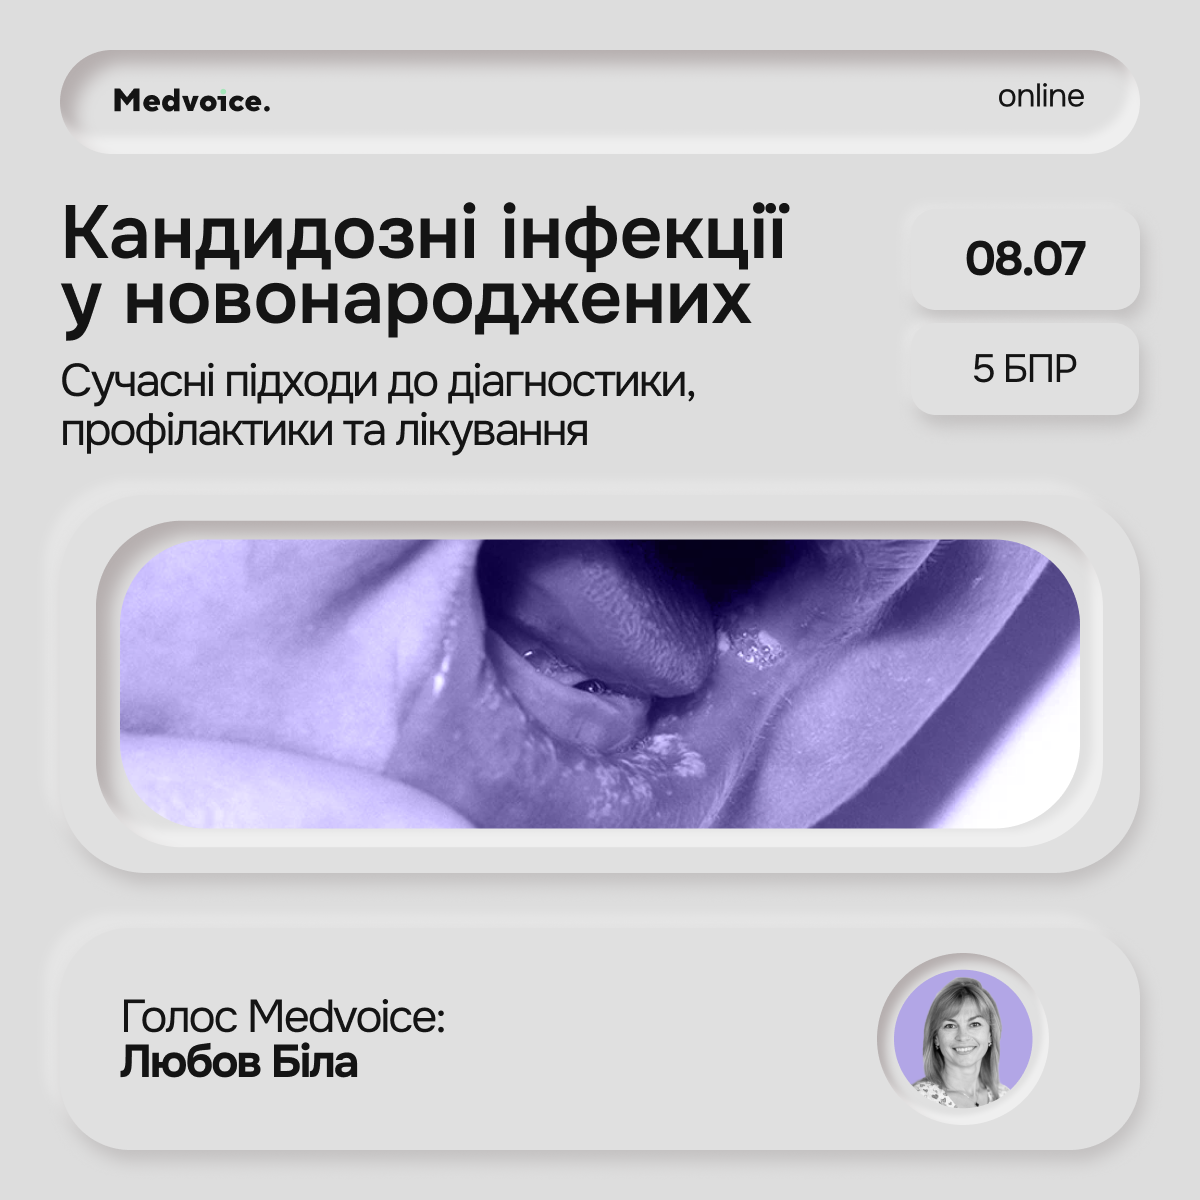 Medvoice.
online
Кандидозні інфекції
у новонароджених
08.07
5 БПР
Сучасні підходи до діагностики,
профілактики та лікування
Голос Medvoice:
Любов Біла